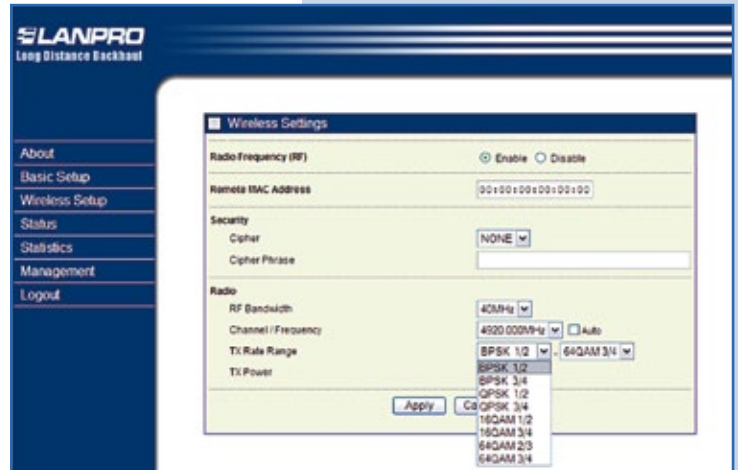 LANPRO
Long Distance Backhaul
Wireless Settings
About
Basic Setup
Wireless Setup
Status
Statistics
Management
Logout
Radio Frequency (RF)
Enable Disable
Remote MAC Address
00:00:00:00:00:00
Security
Cipher
NONE
Cipher Phrase
Radio
RF Bandwidth
40MHz
Channel / Frequency
4920.000MHz Auto
TX Rate Range
BPSK 1/2 - 64QAM 3/4
TX Power
BPSK 1/2
BPSK 3/4
QPSK 1/2
QPSK 3/4
16QAM 1/2
16QAM 3/4
64QAM 2/3
64QAM 3/4
Apply
Ca